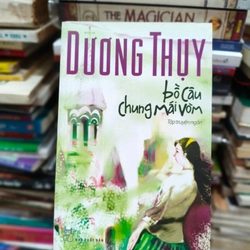 THE MAGICIAN
DƯƠNG THỤY
bồ câu
chung mái vòm
Tập truyện ngắn